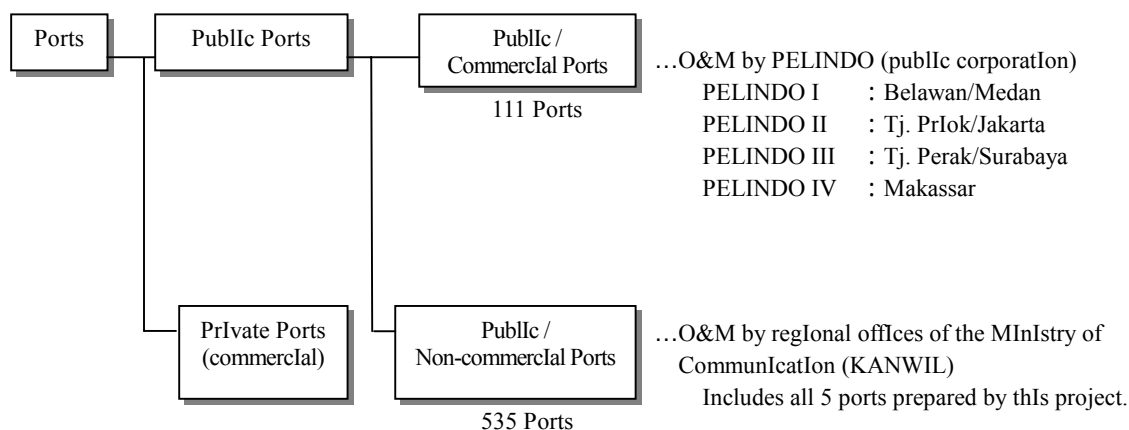 Ports
PublIc Ports
PublIc /
CommercIal Ports
111 Ports
…O&M by PELINDO (publIc corporatIon)
PELINDO I : Belawan/Medan
PELINDO II : Tj. PrIok/Jakarta
PELINDO III : Tj. Perak/Surabaya
PELINDO IV : Makassar
PrIvate Ports
(commercIal)
PublIc /
Non-commercIal Ports
535 Ports
…O&M by regIonal offIces of the MInIstry of
CommunIcatIon (KANWIL)
Includes all 5 ports prepared by thIs project.